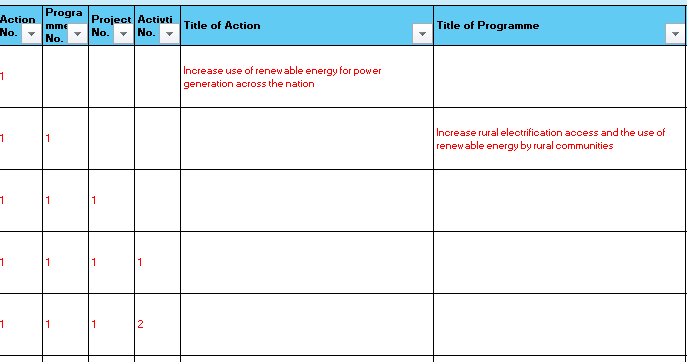 Action No. Progra mme No. Project No. Activti No. Title of Action Title of Programme
1 Increase use of renewable energy for power
generation across the nation
1 1 Increase rural electrification access and the use of
renewable energy by rural communities
1 1 1
1 1 1 1
1 1 1 2